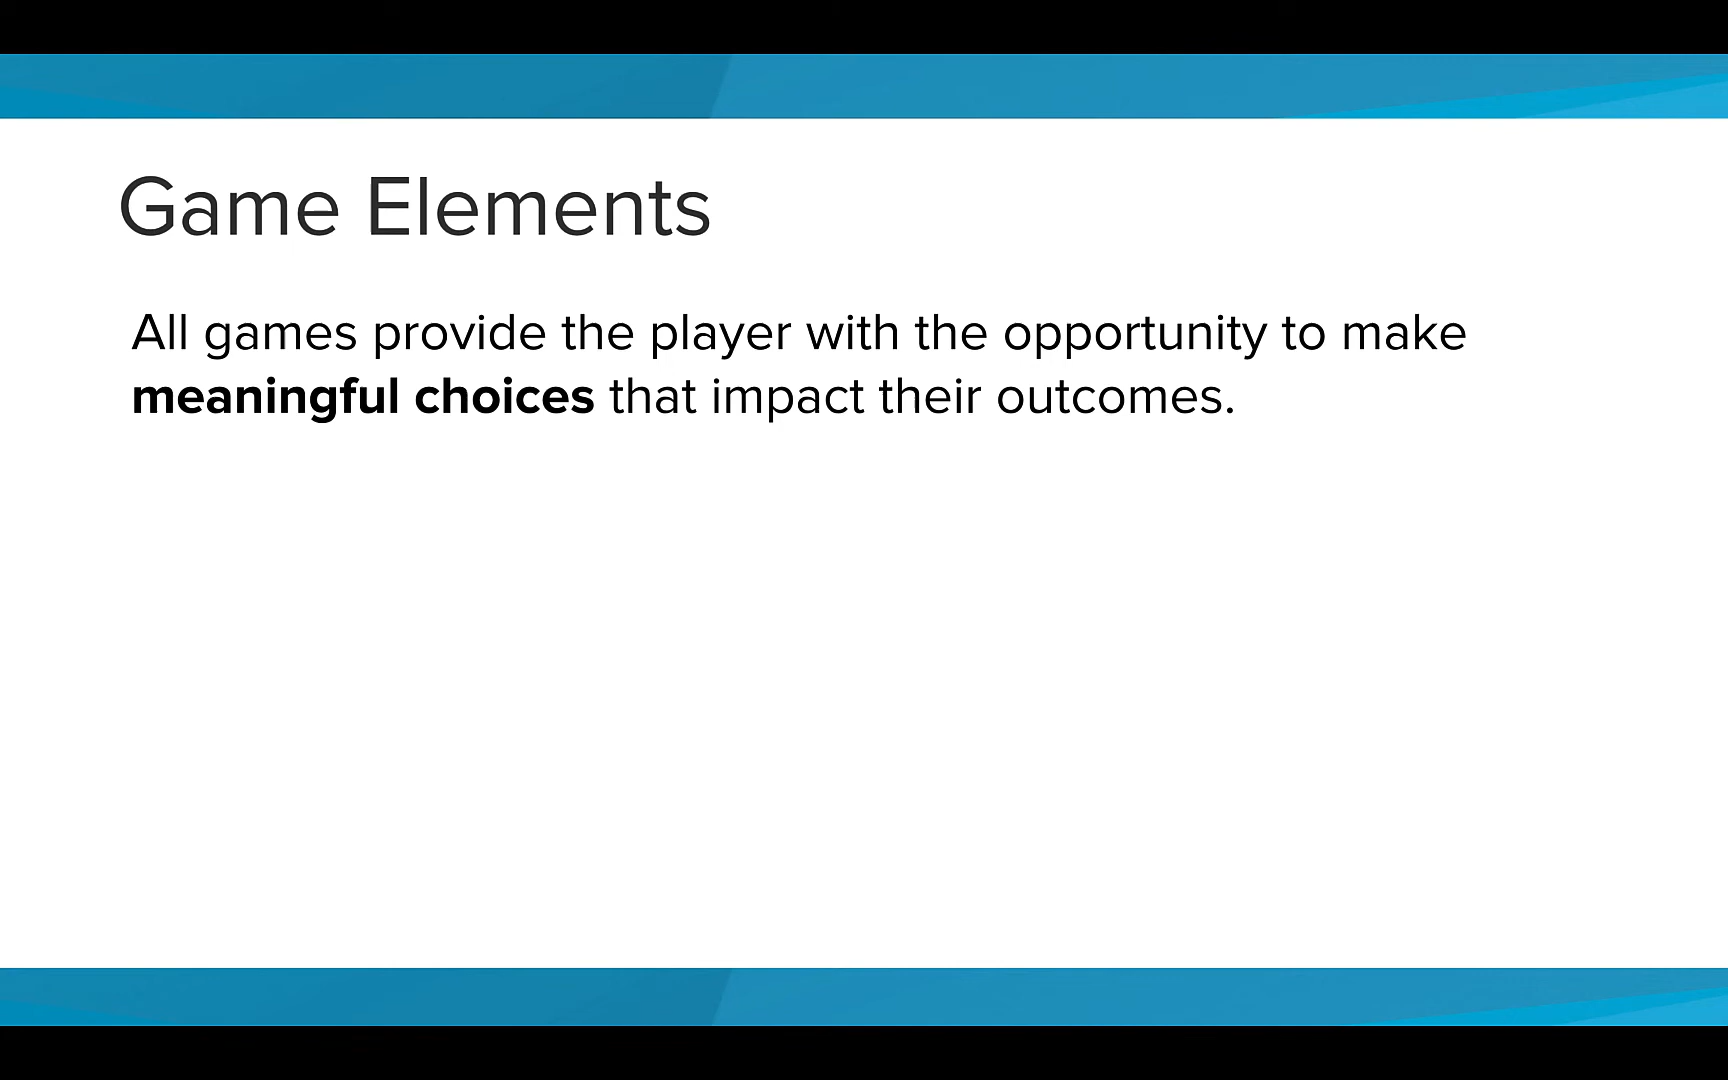 Game Elements
All games provide the player with the opportunity to make
meaningful choices that impact their outcomes.